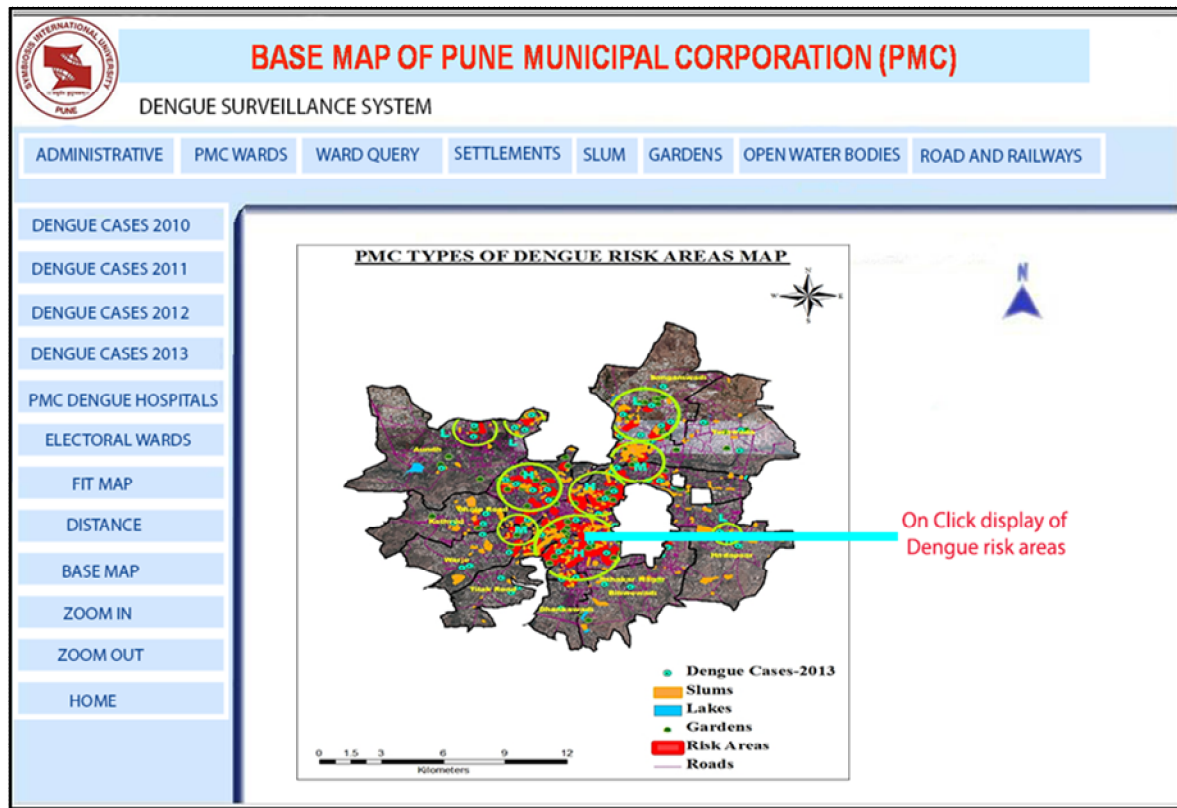 SYMBIOSIS INTERNATIONAL UNIVERSITY
PUNE
BASE MAP OF PUNE MUNICIPAL CORPORATION (PMC)
DENGUE SURVEILLANCE SYSTEM
ADMINISTRATIVE PMC WARDS WARD QUERY SETTLEMENTS SLUM GARDENS OPEN WATER BODIES ROAD AND RAILWAYS
DENGUE CASES 2010
DENGUE CASES 2011
DENGUE CASES 2012
DENGUE CASES 2013
PMC DENGUE HOSPITALS
ELECTORAL WARDS
FIT MAP
DISTANCE
BASE MAP
ZOOM IN
ZOOM OUT
HOME
PMC TYPES OF DENGUE RISK AREAS MAP
N
W E
S
N
L
L
L
Aundh
M
H
H
Warje
H
Tilak Road
On Click display of
Dengue risk areas
Dengue Cases-2013
Slums
Lakes
Gardens
Risk Areas
Roads
0 1.5 3 6 9 12
Kilometers